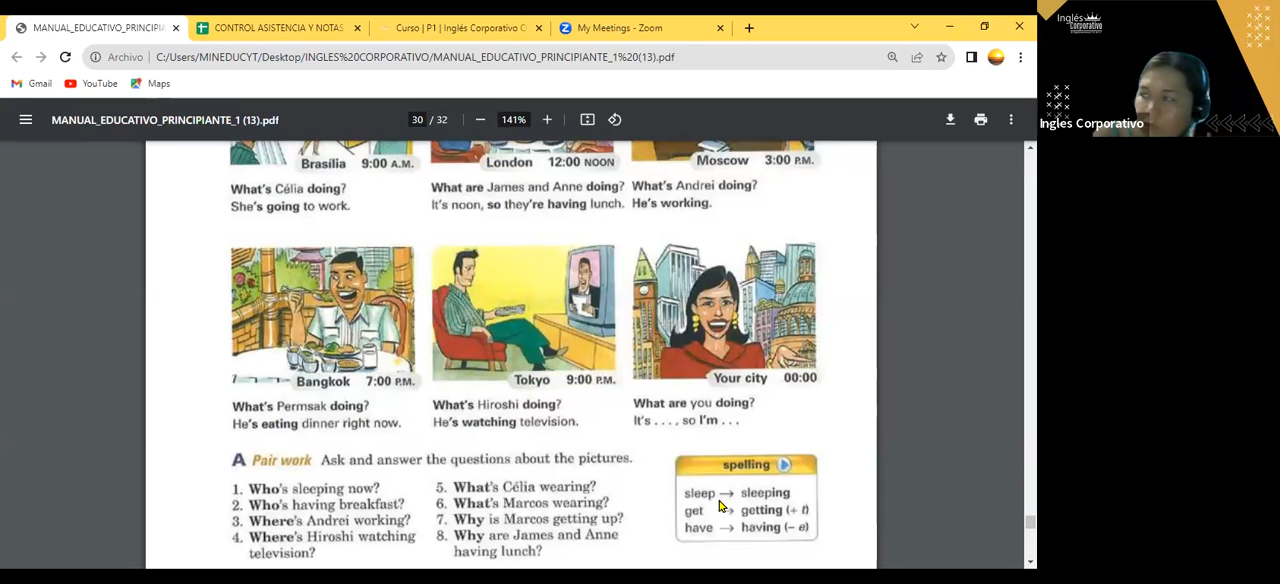 MANUAL_EDUCATIVO_PRINCIPIA
CONTROL ASISTENCIA Y NOTAS
Curso | P1 | Inglés Corporativo O
My Meetings - Zoom
Archivo
C:/Users/MINEDUCYT/Desktop/INGLES%20CORPORATIVO/MANUAL_EDUCATIVO_PRINCIPIANTE_1%20(13).pdf
Gmail
YouTube
Maps
MANUAL_EDUCATIVO_PRINCIPIANTE_1 (13).pdf
30 / 32
141%
Inglés
Corporativo
Ingles Corporativo
Brasília 9:00 A.M.
London 12:00 NOON
Moscow 3:00 P.M.
What's Célia doing?
She's going to work.
What are James and Anne doing?
It's noon, so they're having lunch.
What's Andrei doing?
He's working.
Bangkok 7:00 P.M.
Tokyo 9:00 P.M.
Your city 00:00
What's Permsak doing?
He's eating dinner right now.
What's Hiroshi doing?
He's watching television.
What are you doing?
It's . . . , so I'm . . .
A Pair work Ask and answer the questions about the pictures.
1. Who's sleeping now?
2. Who's having breakfast?
3. Where's Andrei working?
4. Where's Hiroshi watching
television?
5. What's Célia wearing?
6. What's Marcos wearing?
7. Why is Marcos getting up?
8. Why are James and Anne
having lunch?
spelling
sleep → sleeping
get → getting (+ t)
have → having (– e)